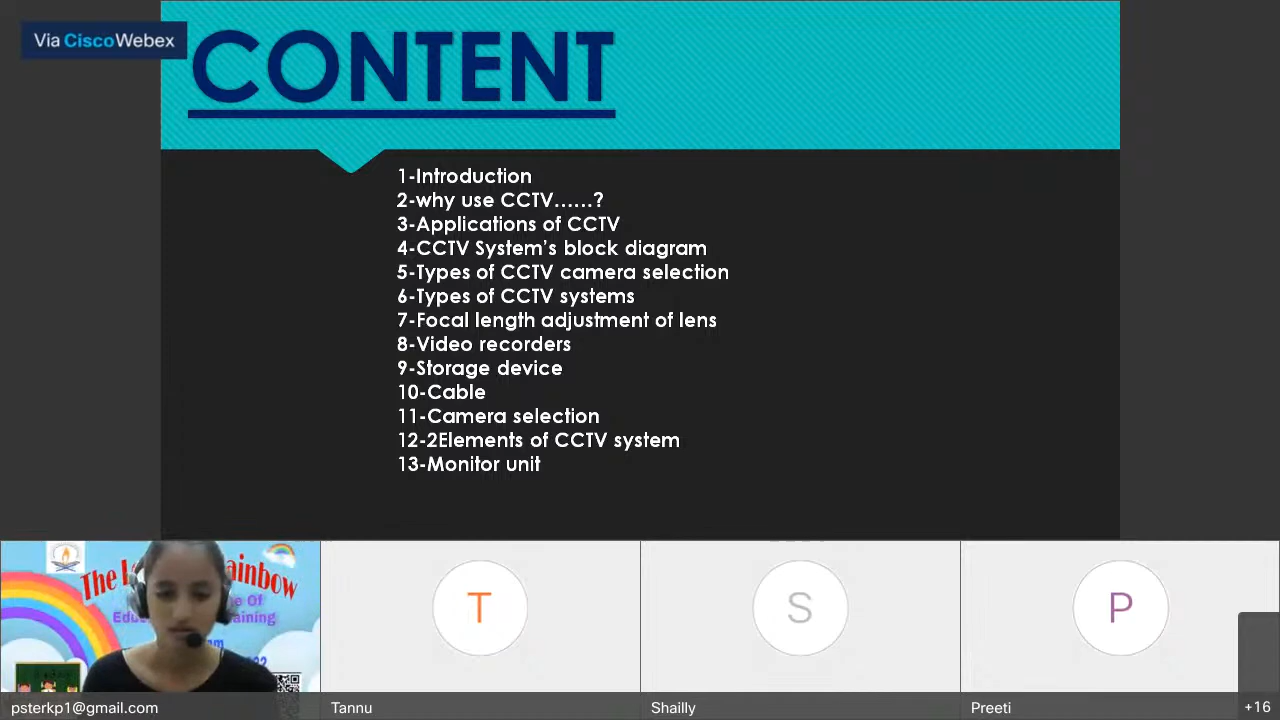 Via CiscoWebex
CONTENT
1-Introduction
2-why use CCTV......?
3-Applications of CCTV
4-CCTV System's block diagram
5-Types of CCTV camera selection
6-Types of CCTV systems
7-Focal length adjustment of lens
8-Video recorders
9-Storage device
10-Cable
11-Camera selection
12-2Elements of CCTV system
13-Monitor unit
The
T
S
P
psterkp1@gmail.com
Tannu
Shailly
Preeti
+16